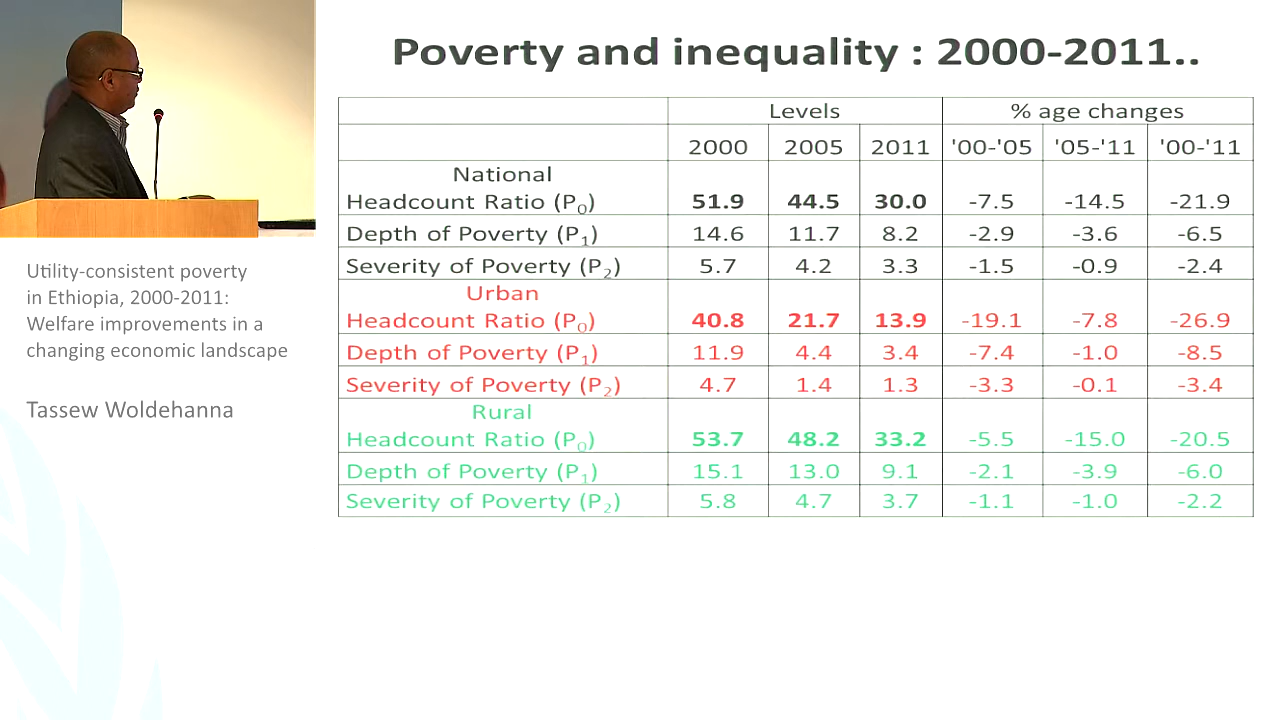 Poverty and inequality : 2000-2011..
Levels % age changes
2000 2005 2011 '00-'05 '05-'11 '00-'11
National
Headcount Ratio (P0) 51.9 44.5 30.0 -7.5 -14.5 -21.9
Depth of Poverty (P1) 14.6 11.7 8.2 -2.9 -3.6 -6.5
Severity of Poverty (P2) 5.7 4.2 3.3 -1.5 -0.9 -2.4
Urban
Headcount Ratio (P0) 40.8 21.7 13.9 -19.1 -7.8 -26.9
Depth of Poverty (P1) 11.9 4.4 3.4 -7.4 -1.0 -8.5
Severity of Poverty (P2) 4.7 1.4 1.3 -3.3 -0.1 -3.4
Rural
Headcount Ratio (P0) 53.7 48.2 33.2 -5.5 -15.0 -20.5
Depth of Poverty (P1) 15.1 13.0 9.1 -2.1 -3.9 -6.0
Severity of Poverty (P2) 5.8 4.7 3.7 -1.1 -1.0 -2.2
Utility-consistent poverty
in Ethiopia, 2000-2011:
Welfare improvements in a
changing economic landscape
Tassew Woldehanna